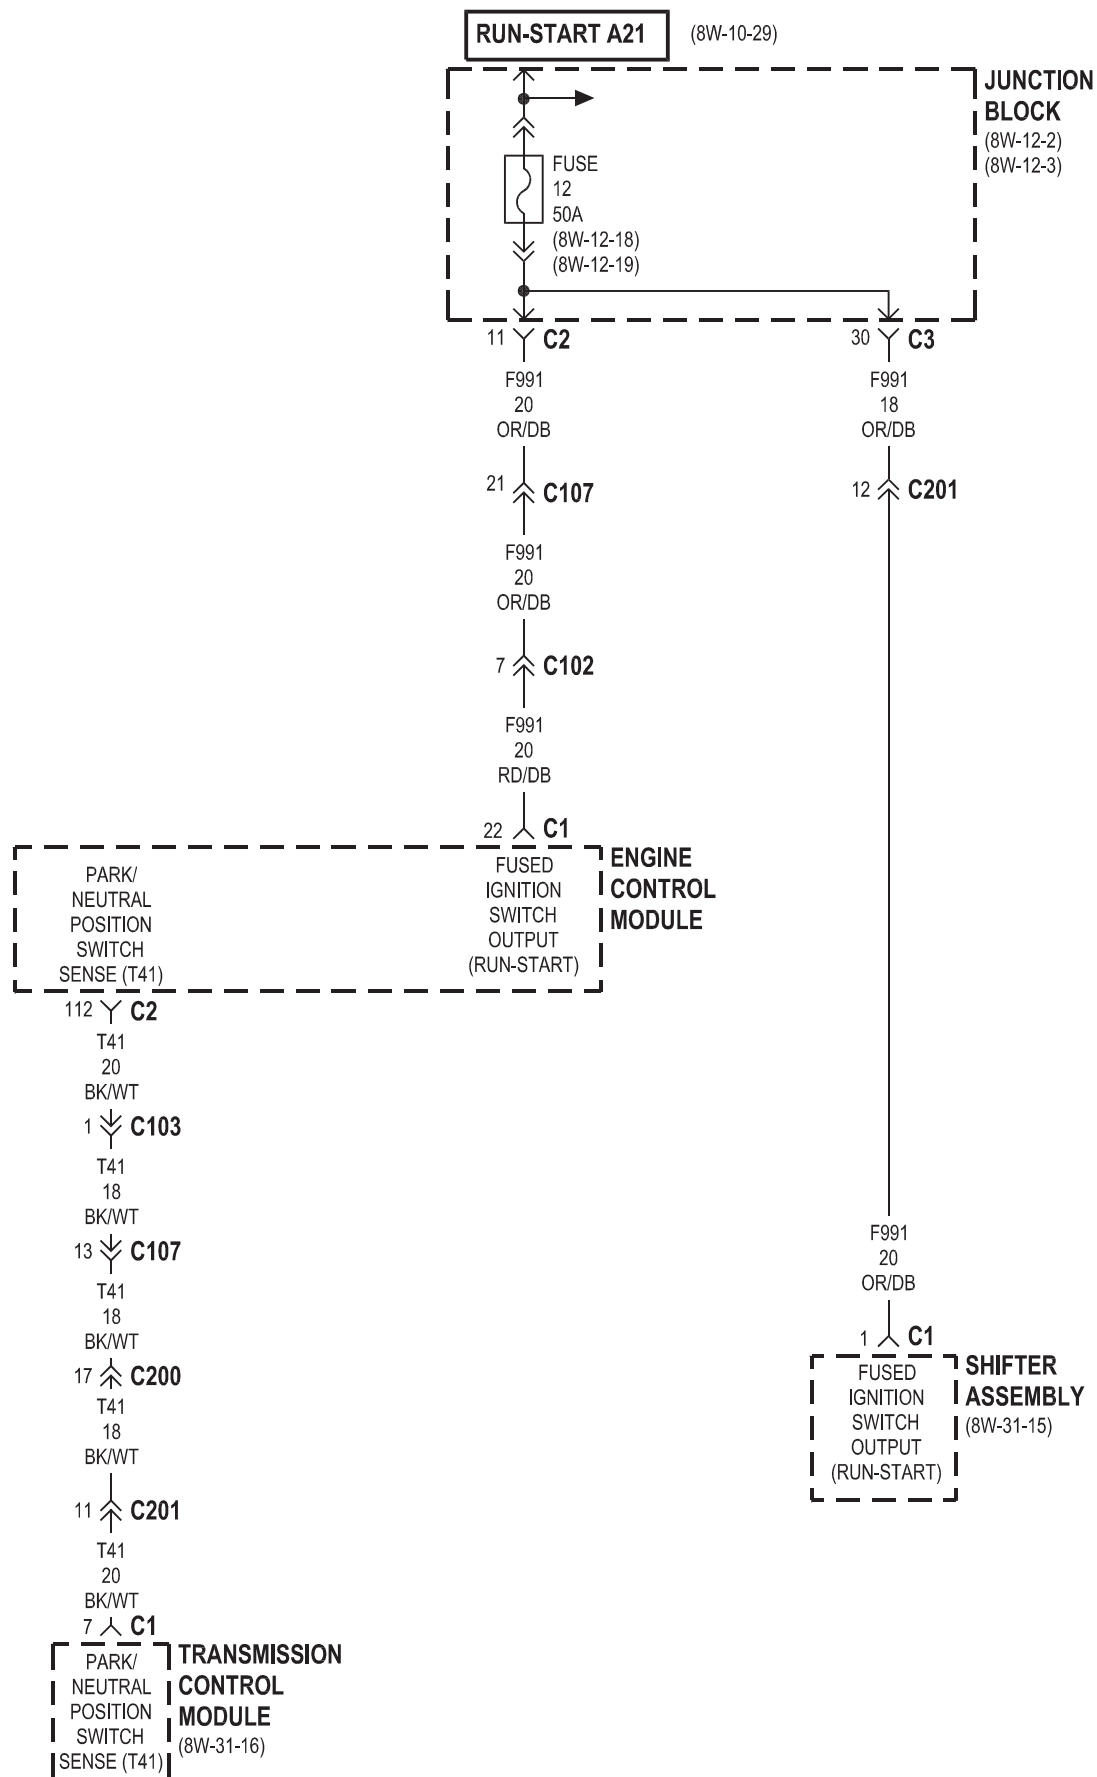 RUN-START A21 (8W-10-29)
JUNCTION
BLOCK
(8W-12-2)
(8W-12-3)
FUSE
12
50A
(8W-12-18)
(8W-12-19)
11 C2
30 C3
F991
20
OR/DB
F991
18
OR/DB
21 C107
12 C201
F991
20
OR/DB
7 C102
F991
20
RD/DB
22 C1
ENGINE
CONTROL
MODULE
PARK/
NEUTRAL
POSITION
SWITCH
SENSE (T41)
FUSED
IGNITION
SWITCH
OUTPUT
(RUN-START)
112 C2
T41
20
BK/WT
1 C103
T41
18
BK/WT
13 C107
T41
18
BK/WT
17 C200
T41
18
BK/WT
11 C201
T41
20
BK/WT
7 C1
PARK/
NEUTRAL
POSITION
SWITCH
SENSE (T41)
TRANSMISSION
CONTROL
MODULE
(8W-31-16)
F991
20
OR/DB
1 C1
FUSED
IGNITION
SWITCH
OUTPUT
(RUN-START)
SHIFTER
ASSEMBLY
(8W-31-15)